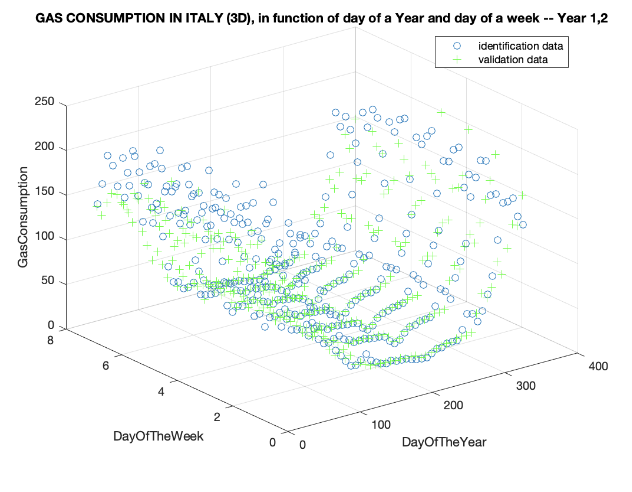 GAS CONSUMPTION IN ITALY (3D), in function of day of a Year and day of a week -- Year 1,2
identification data
validation data
250
200
150
100
50
0
GasConsumption
8
6
4
2
0
DayOfTheWeek
0
100
200
300
400
DayOfTheYear